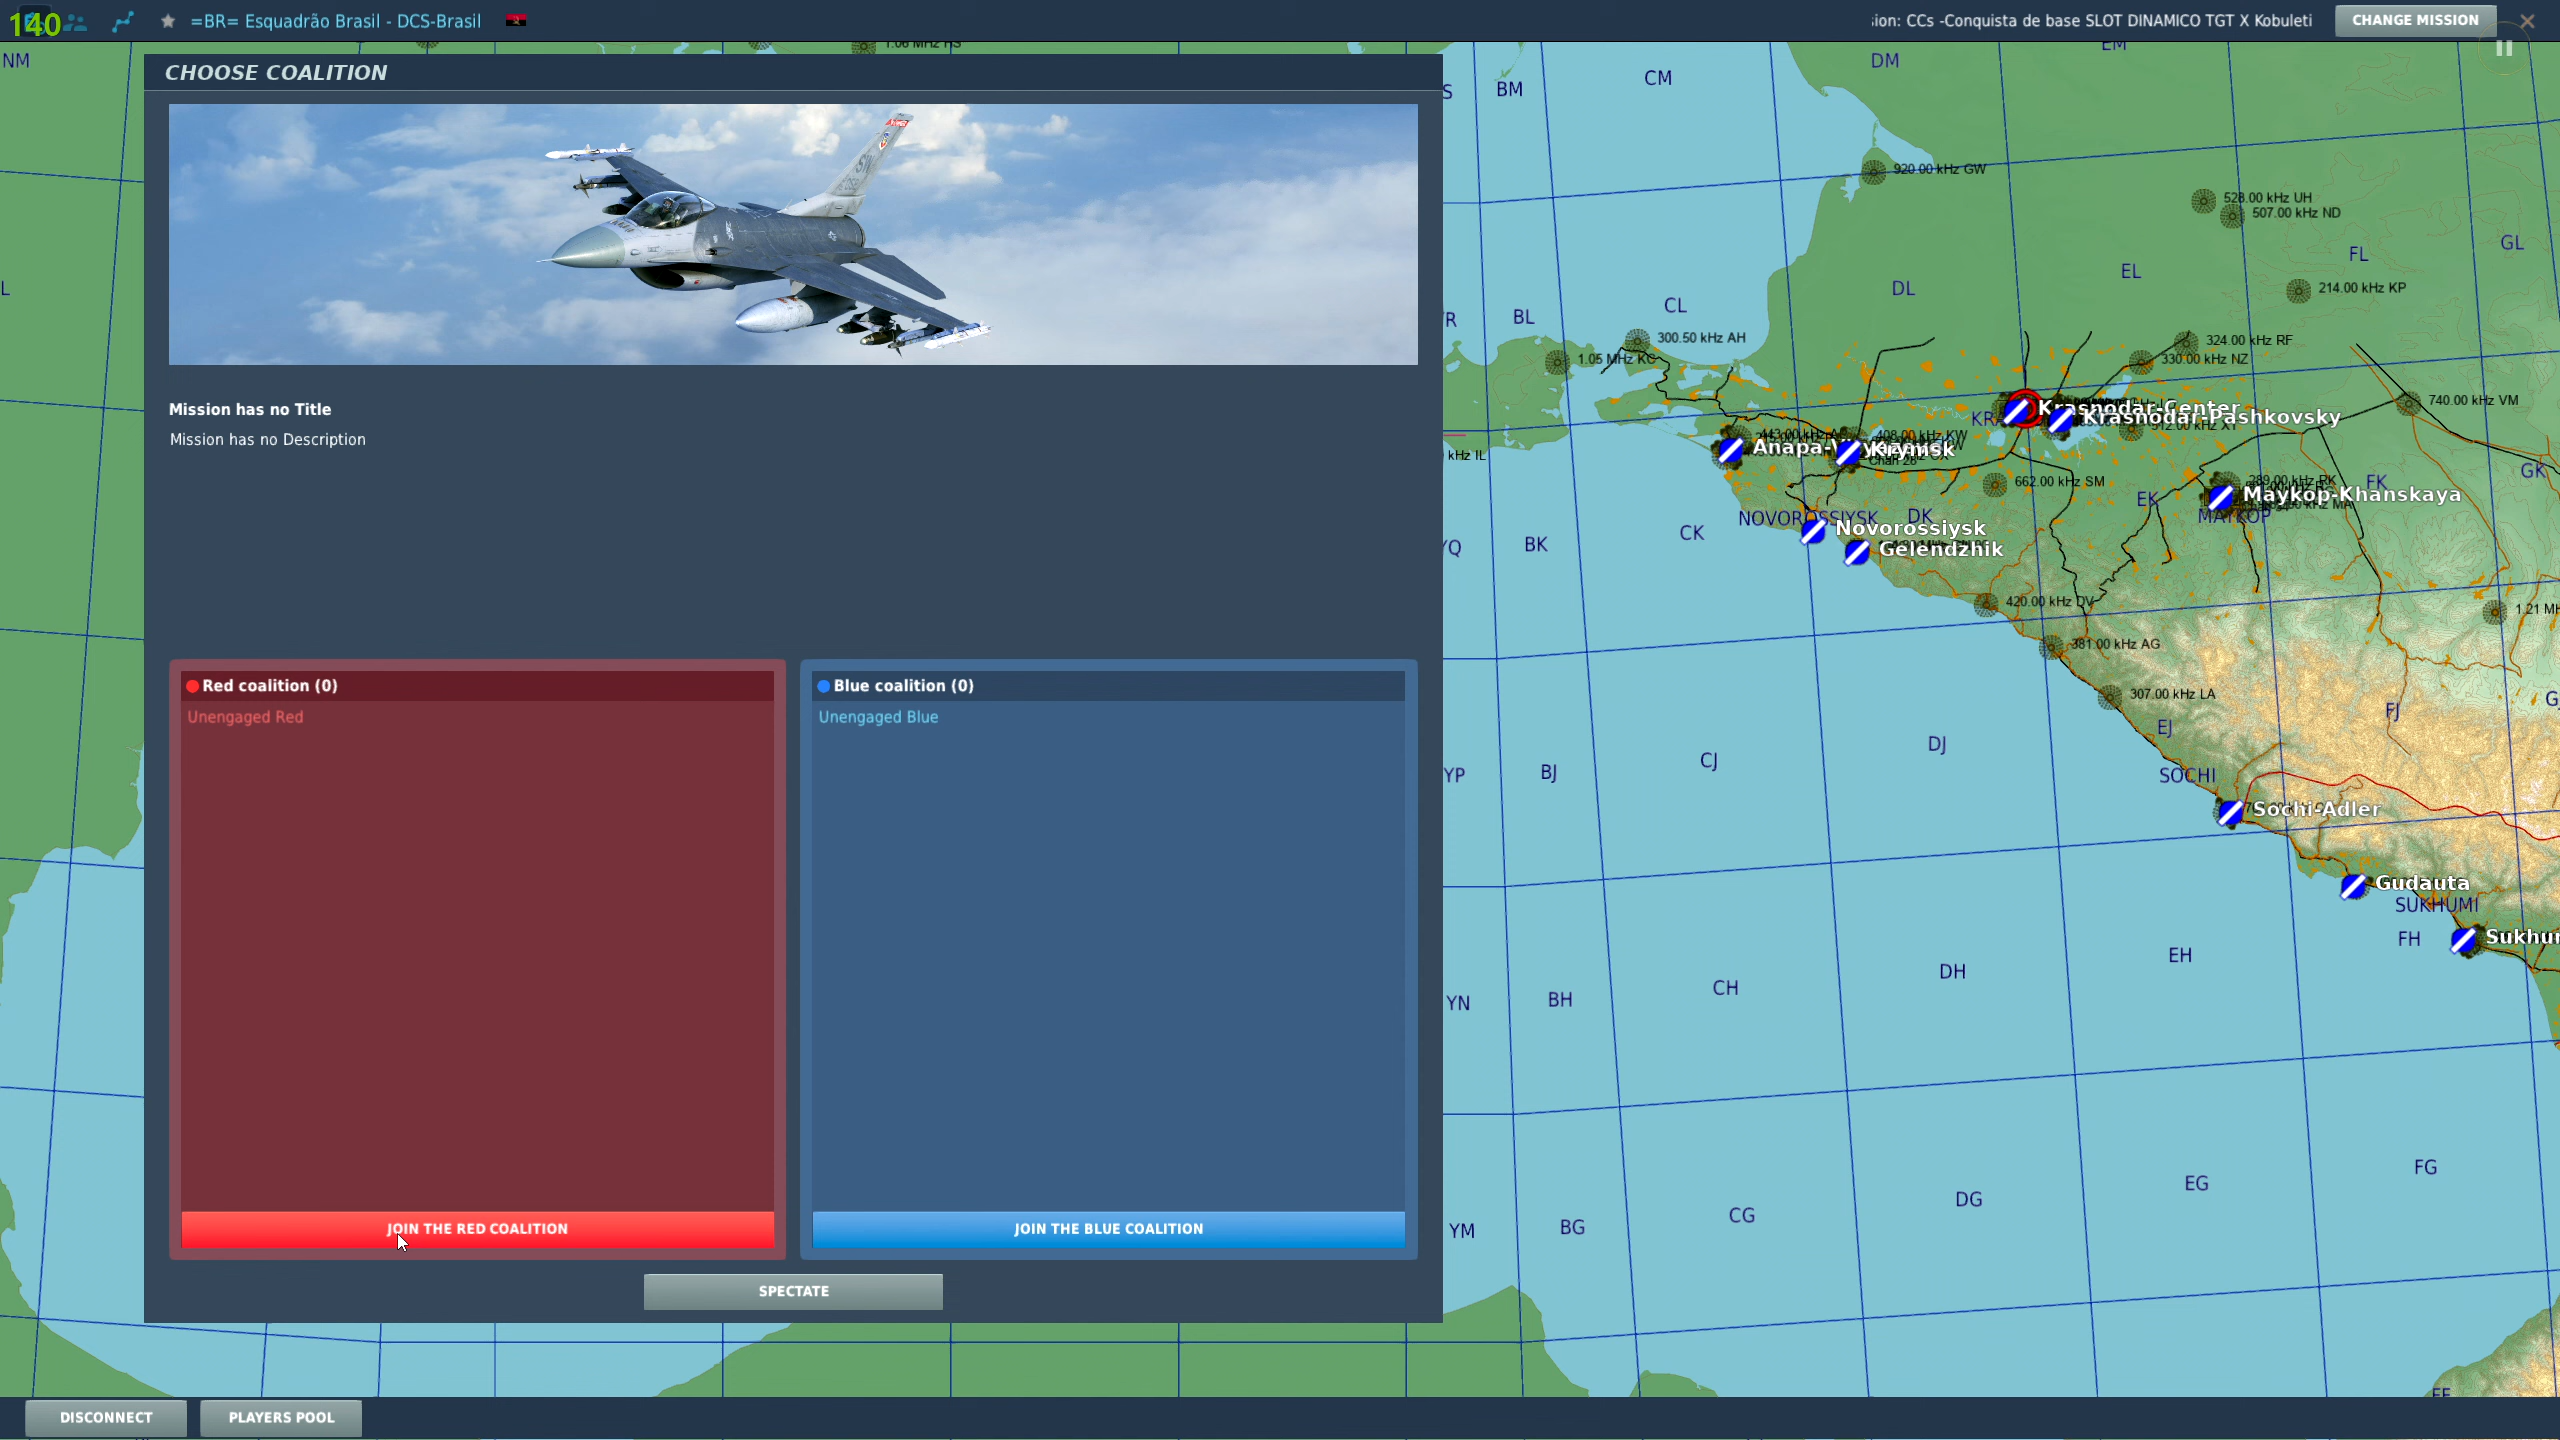 140
=BR= Esquadrão Brasil - DCS-Brasil
CCs -Conquista de base SLOT DINAMICO TGT X Kobuleti
CHANGE MISSION
CHOOSE COALITION
Mission has no Title
Mission has no Description
Red coalition (0)
Unengaged Red
JOIN THE RED COALITION
Blue coalition (0)
Unengaged Blue
JOIN THE BLUE COALITION
SPECTATE
DISCONNECT
PLAYERS POOL
NM
BM
CM
DM
EM
920.00 kHz GW
528.00 kHz UH
507.00 kHz ND
GL
FL
EL
DL
CL
BL
214.00 kHz KP
300.50 kHz AH
324.00 kHz RF
330.00 kHz NZ
740.00 kHz VM
Krasnodar-Center
Krasnodar-Pashkovsky
Krymsk
662.00 kHz SM
Maykop-Khanskaya
MAYKOP
FK
GK
EK
DK
CK
BK
YQ
NOVOROSSIYSK
Novorossiysk
Gelendzhik
420.00 kHz DV
381.00 kHz AG
307.00 kHz LA
FJ
EJ
DJ
CJ
BJ
YP
SOCHI
Sochi-Adler
Gudauta
SUKHUMI
FH
EH
DH
CH
BH
YN
FG
EG
DG
CG
BG
YM